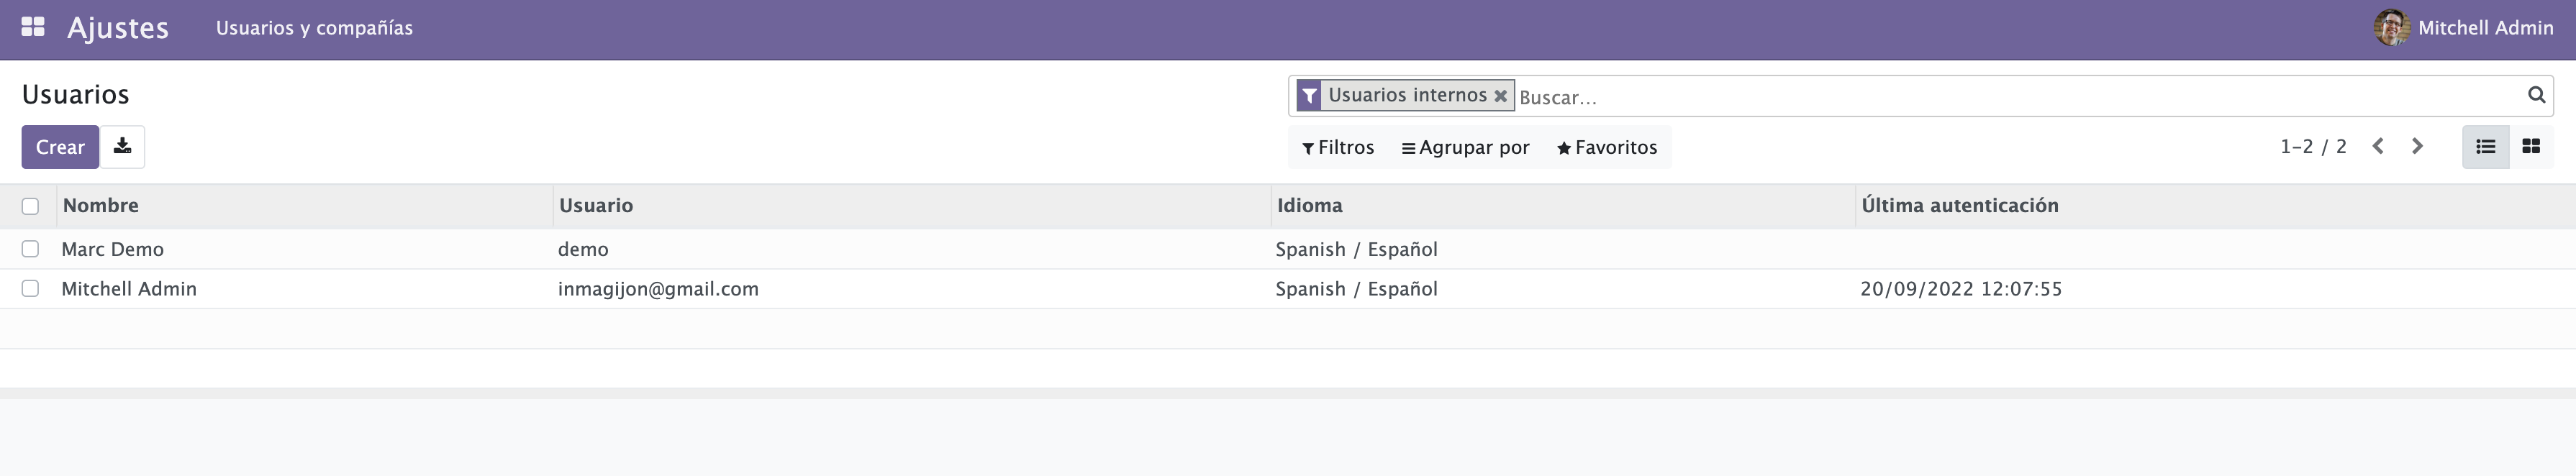 Ajustes Usuarios y compañías Mitchell Admin
Usuarios
Usuarios internos Buscar...
Crear
Filtros Agrupar por Favoritos 1-2 / 2
Nombre Usuario Idioma Última autenticación
Marc Demo demo Spanish / Español
Mitchell Admin inmagijon@gmail.com Spanish / Español 20/09/2022 12:07:55